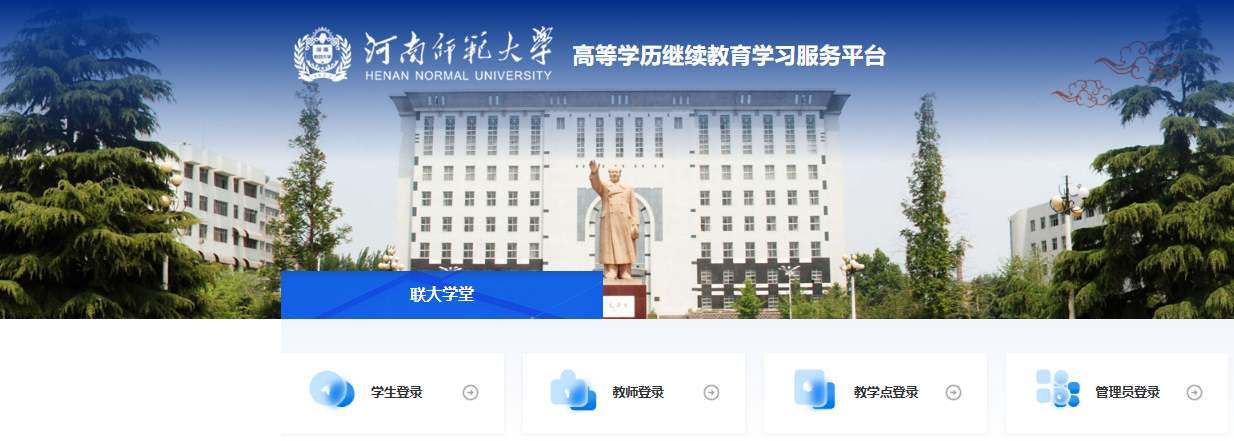 河南师范大学
HENAN NORMAL UNIVERSITY
高等学历继续教育学习服务平台
联大学堂
学生登录
教师登录
教学点登录
管理员登录